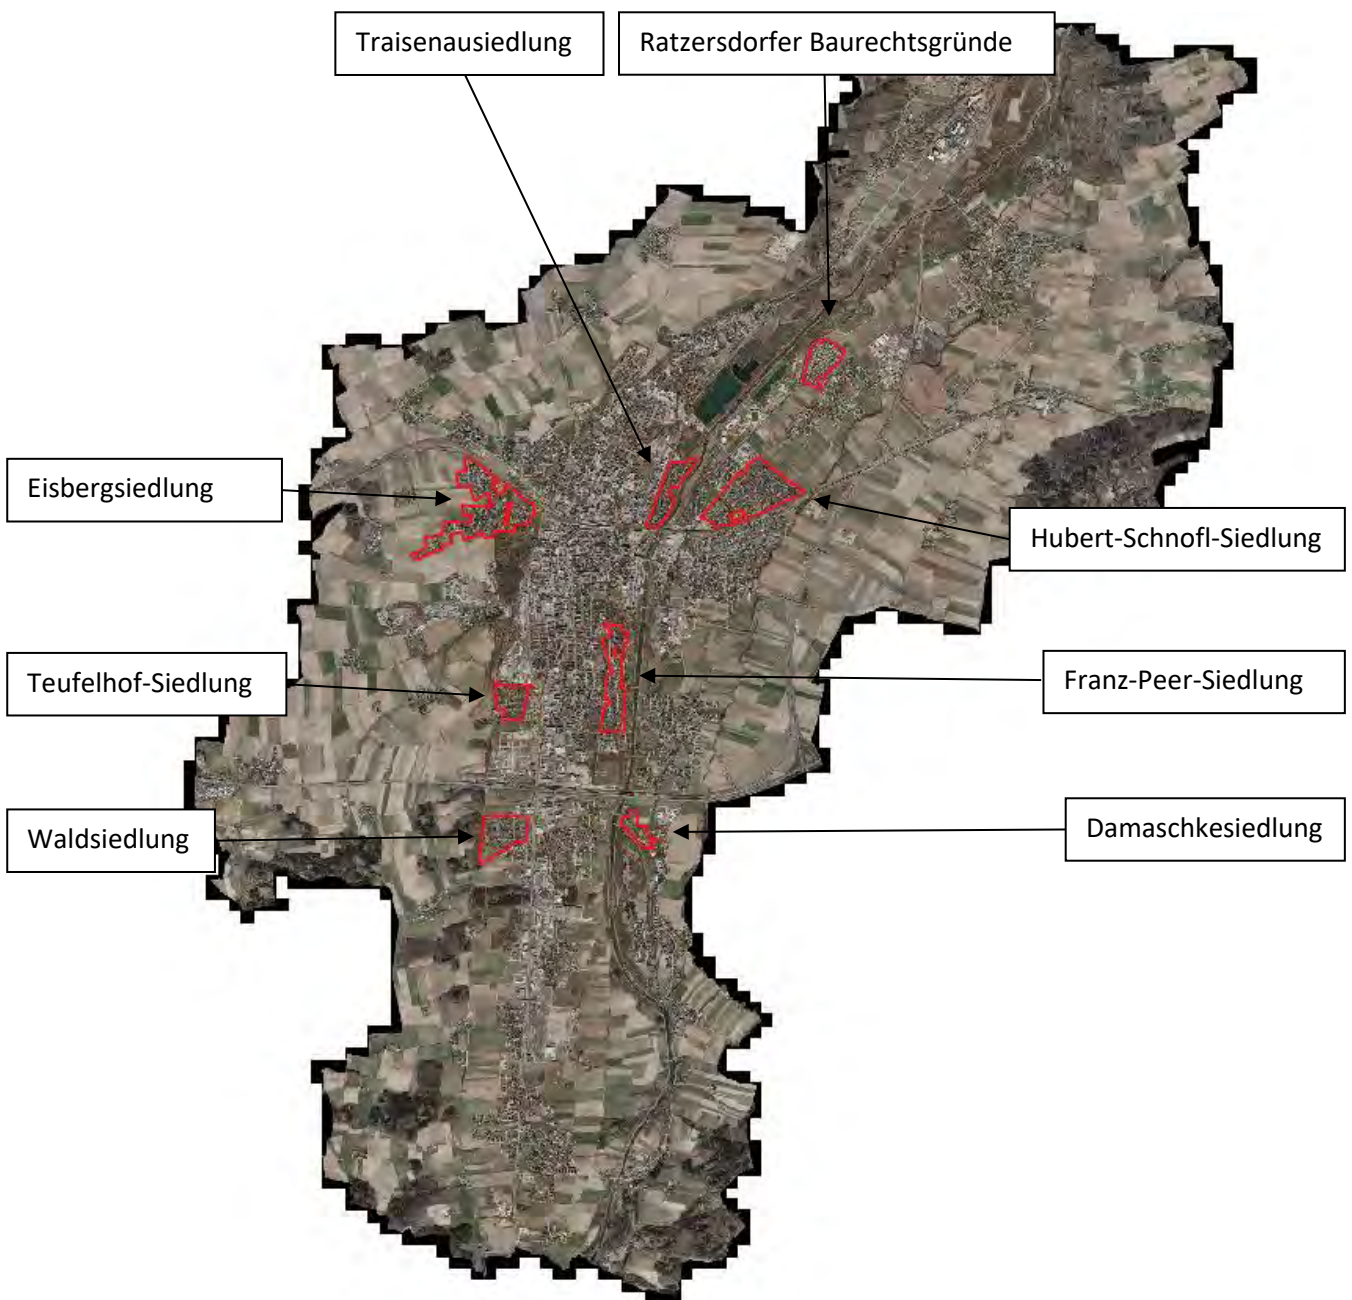 Traisenausiedlung
Ratzersdorfer Baurechtsgründe
Eisbergsiedlung
Hubert-Schnofl-Siedlung
Teufelhof-Siedlung
Franz-Peer-Siedlung
Waldsiedlung
Damaschkesiedlung